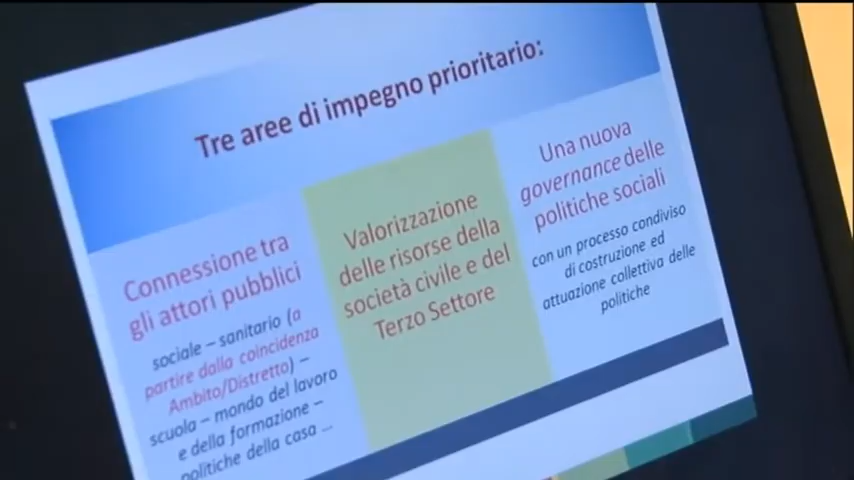 Tre aree di impegno prioritario:
Connessione tra
gli attori pubblici
sociale – sanitario (a
partire dalla coincidenza
Ambito/Distretto) –
scuola – mondo del lavoro
e della formazione –
politiche della casa ...
Valorizzazione
delle risorse della
società civile e del
Terzo Settore
Una nuova
governance delle
politiche sociali
con un processo condiviso
di costruzione ed
attuazione collettiva delle
politiche